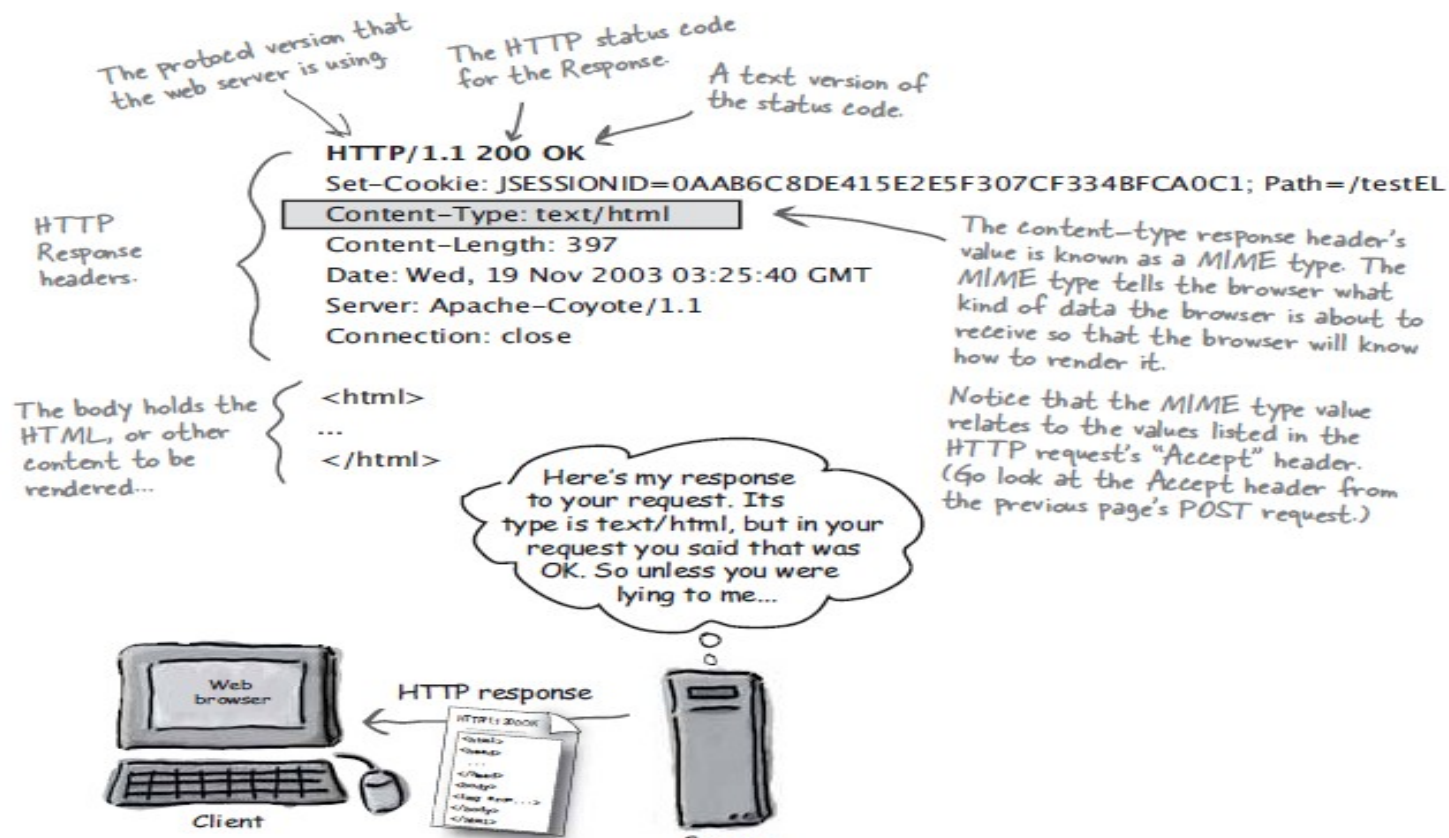 The protocol version that
the web server is using.
The HTTP status code
for the Response.
A text version of
the status code.
HTTP/1.1 200 OK
Set-Cookie: JSESSIONID=0AAB6C8DE415E2E5F307CF334BFCA0C1; Path=/testEL
Content-Type: text/html
Content-Length: 397
Date: Wed, 19 Nov 2003 03:25:40 GMT
Server: Apache-Coyote/1.1
Connection: close
HTTP
Response
headers.
The content-type response header's
value is known as a MIME type. The
MIME type tells the browser what
kind of data the browser is about to
receive so that the browser will know
how to render it.
Notice that the MIME type value
relates to the values listed in the
HTTP request's "Accept" header.
(Go look at the Accept header from
the previous page's POST request.)
The body holds the
HTML, or other
content to be
rendered...
<html>
...
</html>
Here's my response
to your request. Its
type is text/html, but in your
request you said that was
OK. So unless you were
lying to me...
Web
browser
HTTP response
<html>
<head>
...
</head>
<body>
</body>
</html>
Client